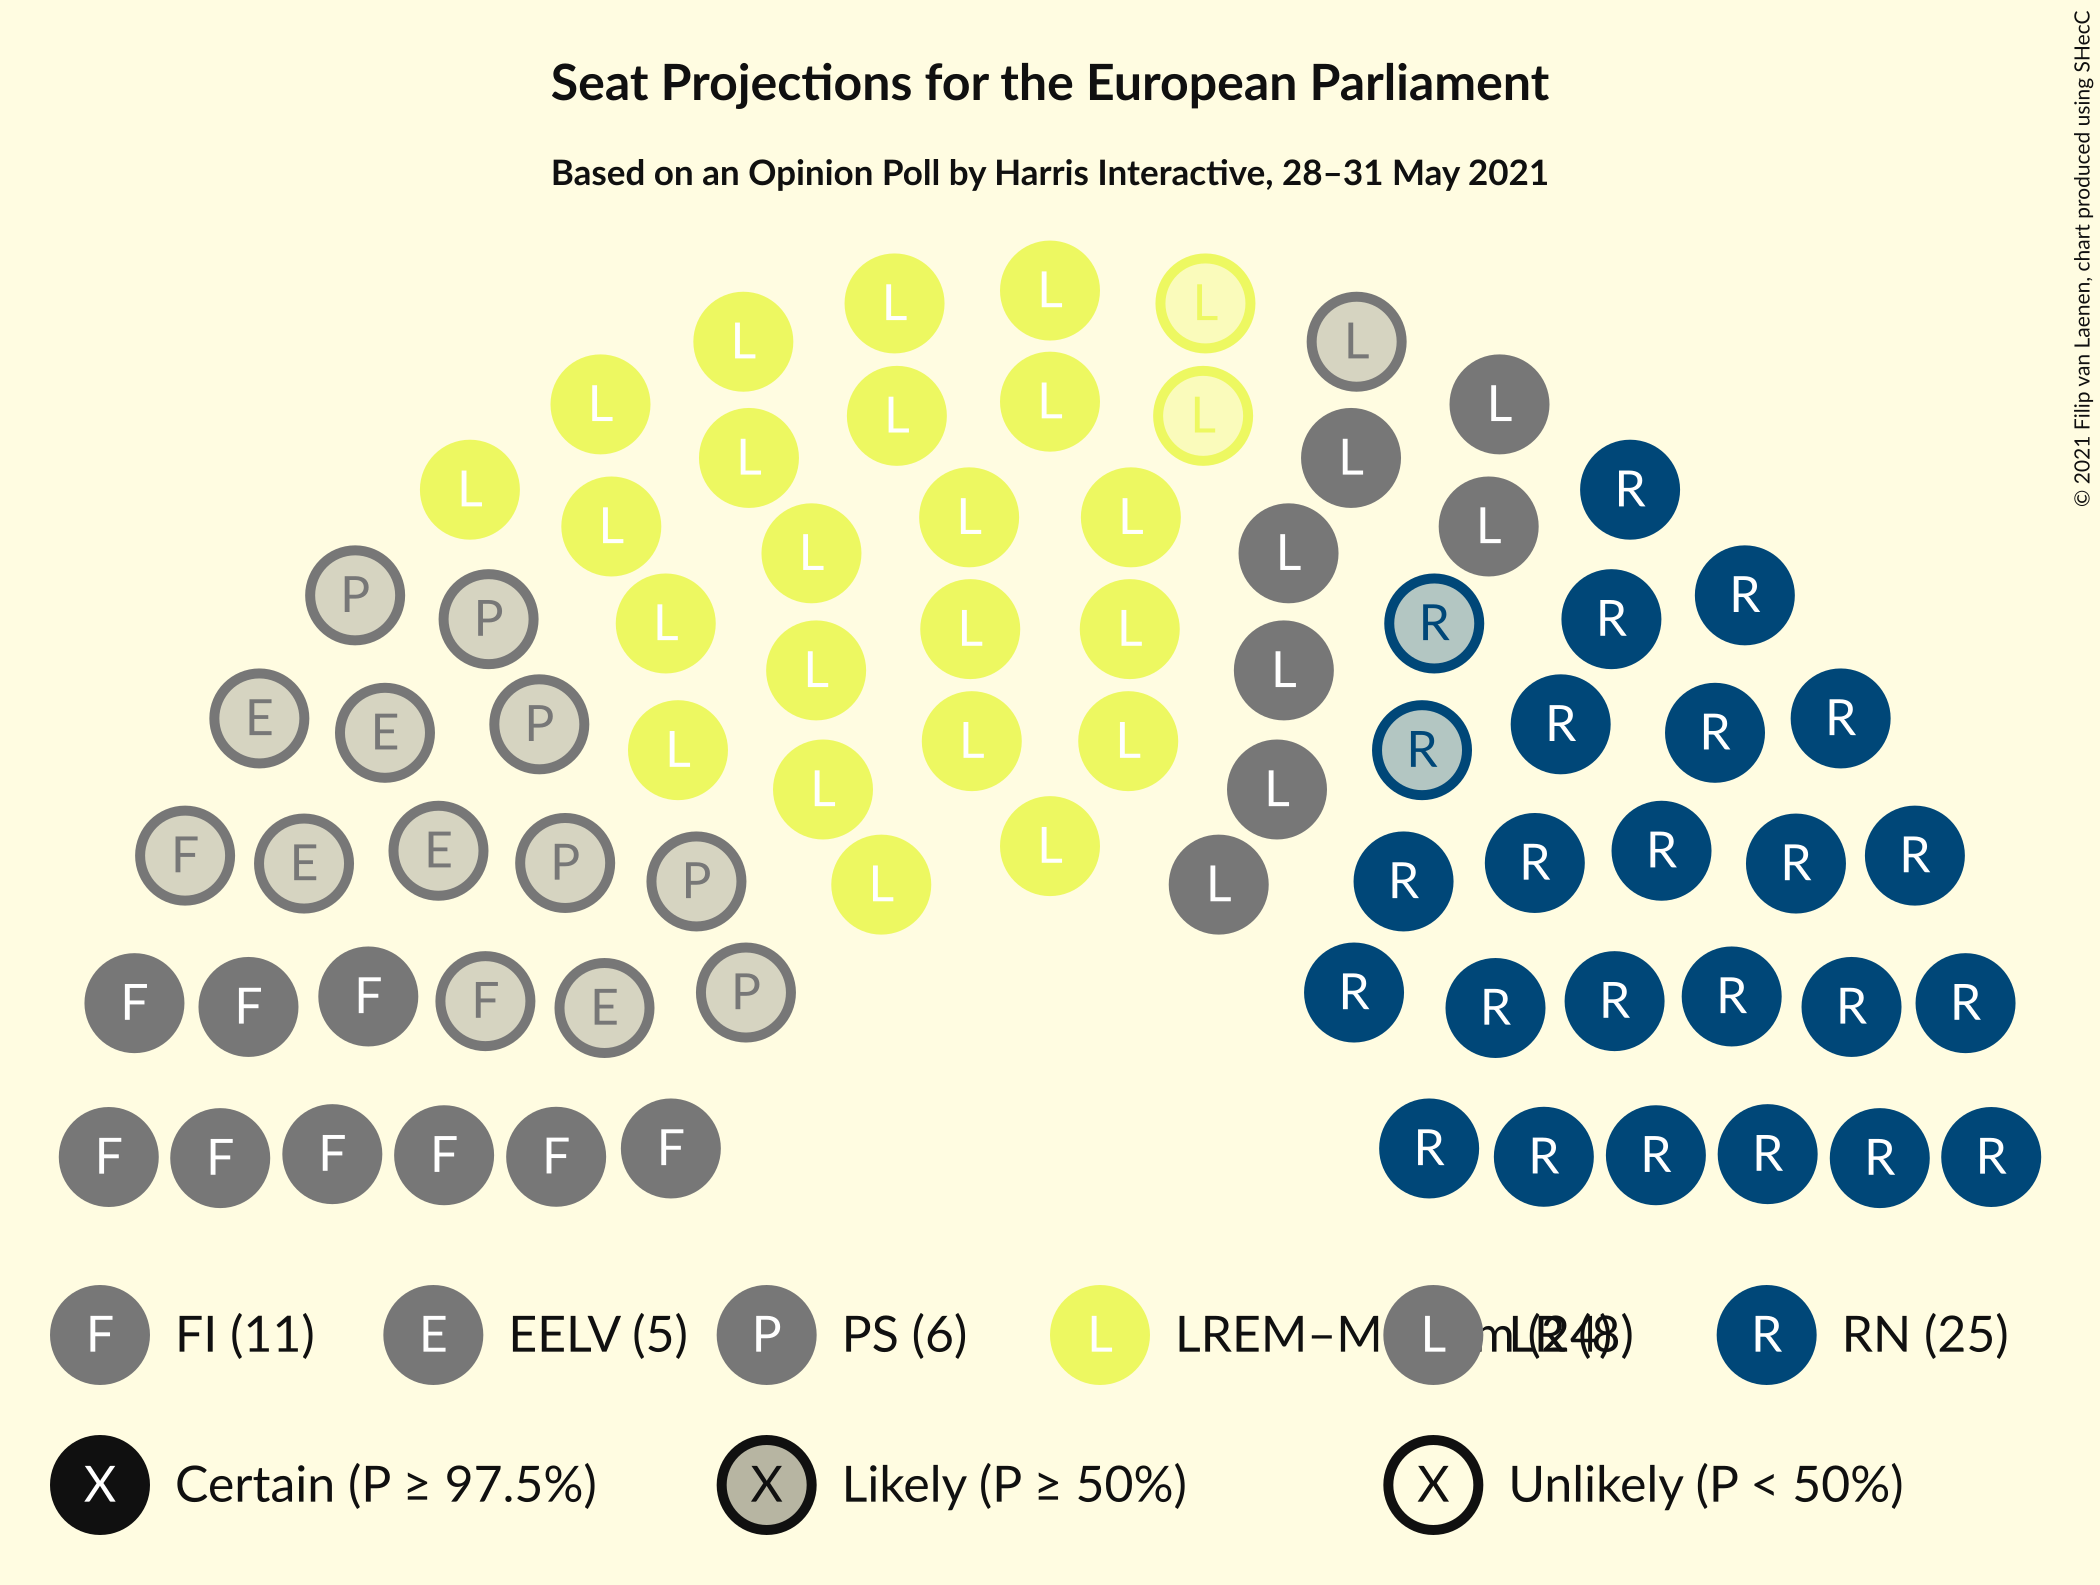 Seat Projections for the European Parliament
Based on an Opinion Poll by Harris Interactive, 28–31 May 2021
© 2021 Filip van Laenen, chart produced using SHecC
L L L
L L
L L L L L
L L
L R
L L L L
L L
P R
P L L L R R
L L
E E P L L L R R R R
L L
F E E P P L L L R R R R R
F F F F E P R R R R R R
F F F F F F R R R R R R
F FI (11) E EELV (5) P PS (6) L L LR (8) R RN (25)
X Certain (P ≥ 97.5%) X Likely (P ≥ 50%) X Unlikely (P < 50%)